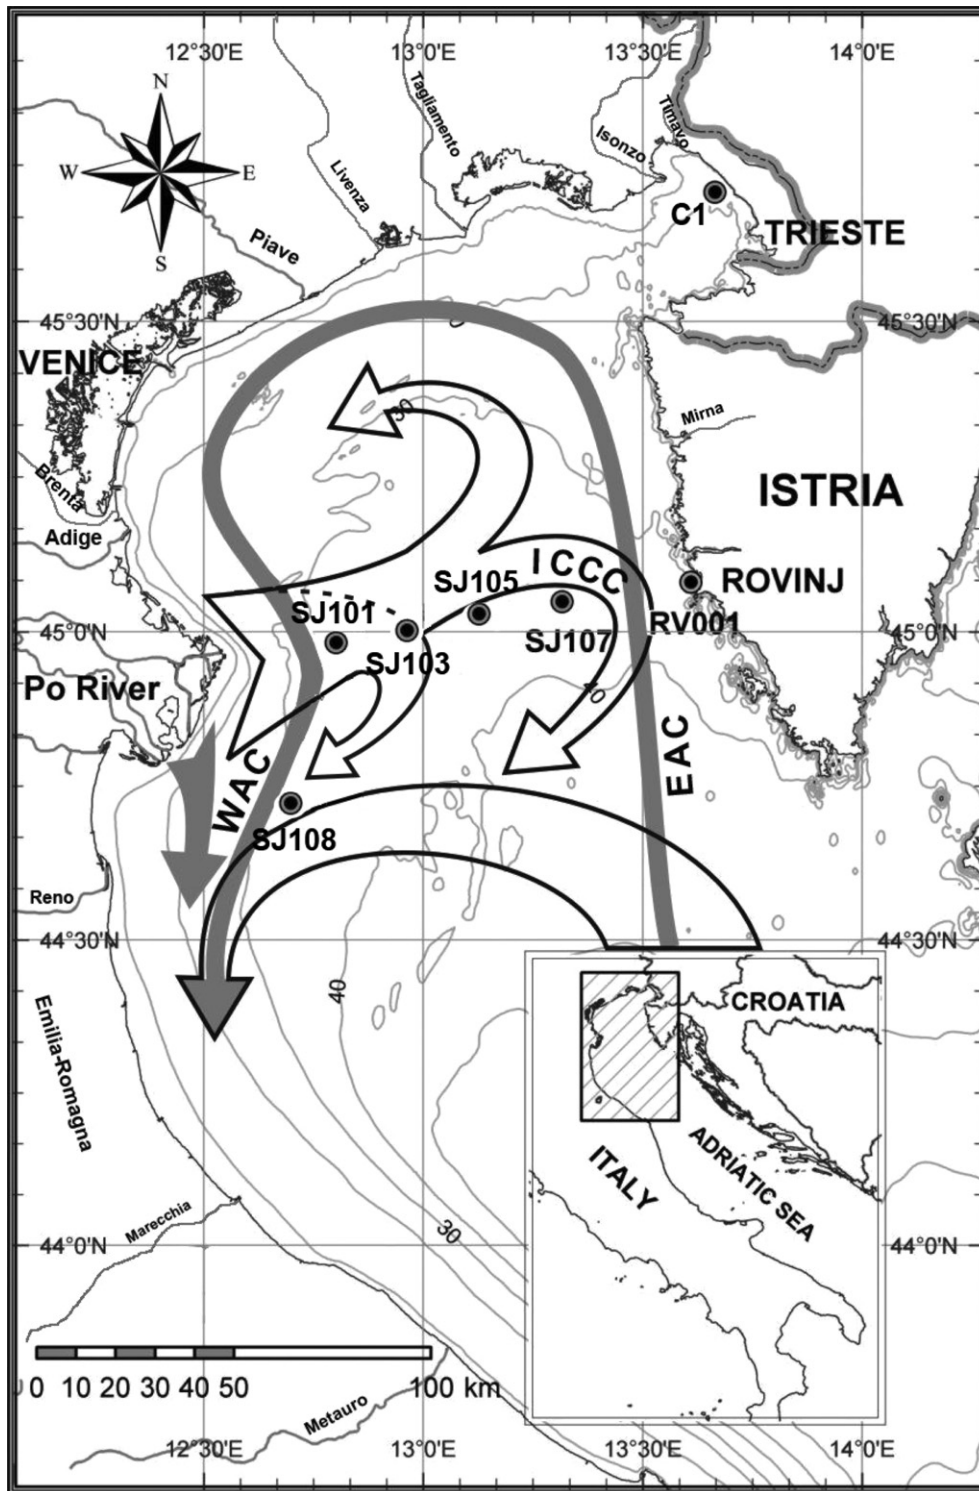 12°30'E 13°0'E 13°30'E 14°0'E
N
W E
S
Tagliamento
Timavo
Isonzo
Livenza
C1
TRIESTE
Piave
45°30'N 45°30'N
VENICE
30
Mirna
Brenta
ISTRIA
Adige
ICCC
SJ105
ROVINJ
SJ101
RV001
45°0'N 45°0'N
SJ107
SJ103
Po River
40
WAC
EAC
SJ108
Reno
44°30'N 44°30'N
40
CROATIA
Emilia-Romagna
ADRIATIC SEA
ITALY
Marecchia
30
44°0'N 44°0'N
0 10 20 30 40 50 100 km
Metauro
12°30'E 13°0'E 13°30'E 14°0'E